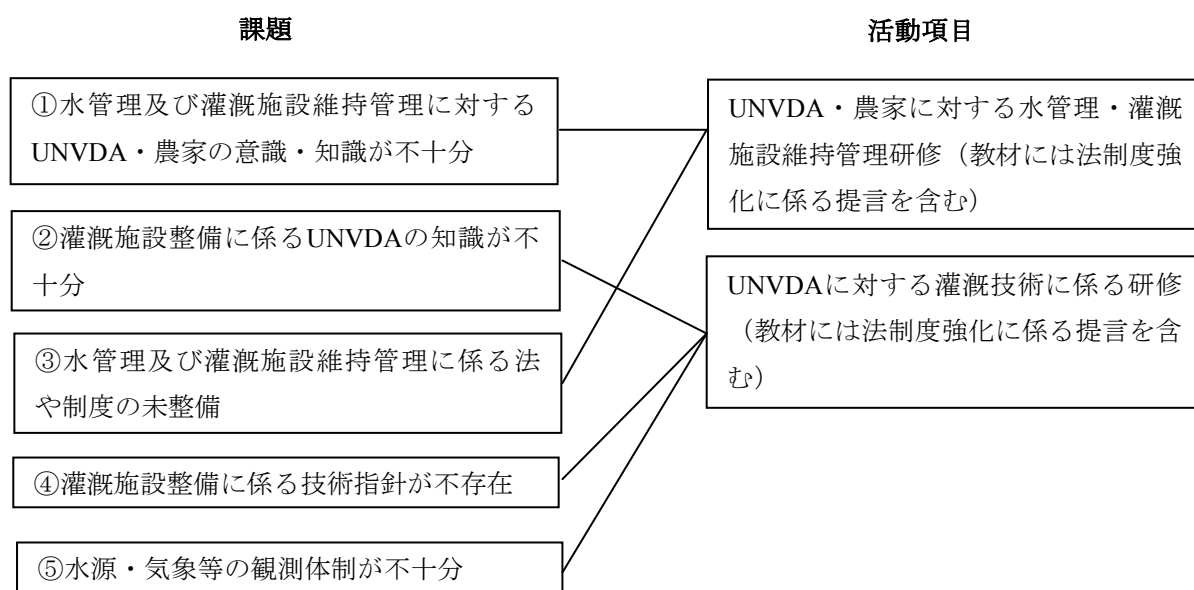 課題
活動項目
①水管理及び灌漑施設維持管理に対する
UNVDA・農家の意識・知識が不十分
②灌漑施設整備に係るUNVDAの知識が不
十分
③水管理及び灌漑施設維持管理に係る法
や制度の未整備
④灌漑施設整備に係る技術指針が不存在
⑤水源・気象等の観測体制が不十分
UNVDA・農家に対する水管理・灌漑
施設維持管理研修（教材には法制度強
化に係る提言を含む）
UNVDAに対する灌漑技術に係る研修
（教材には法制度強化に係る提言を含
む）